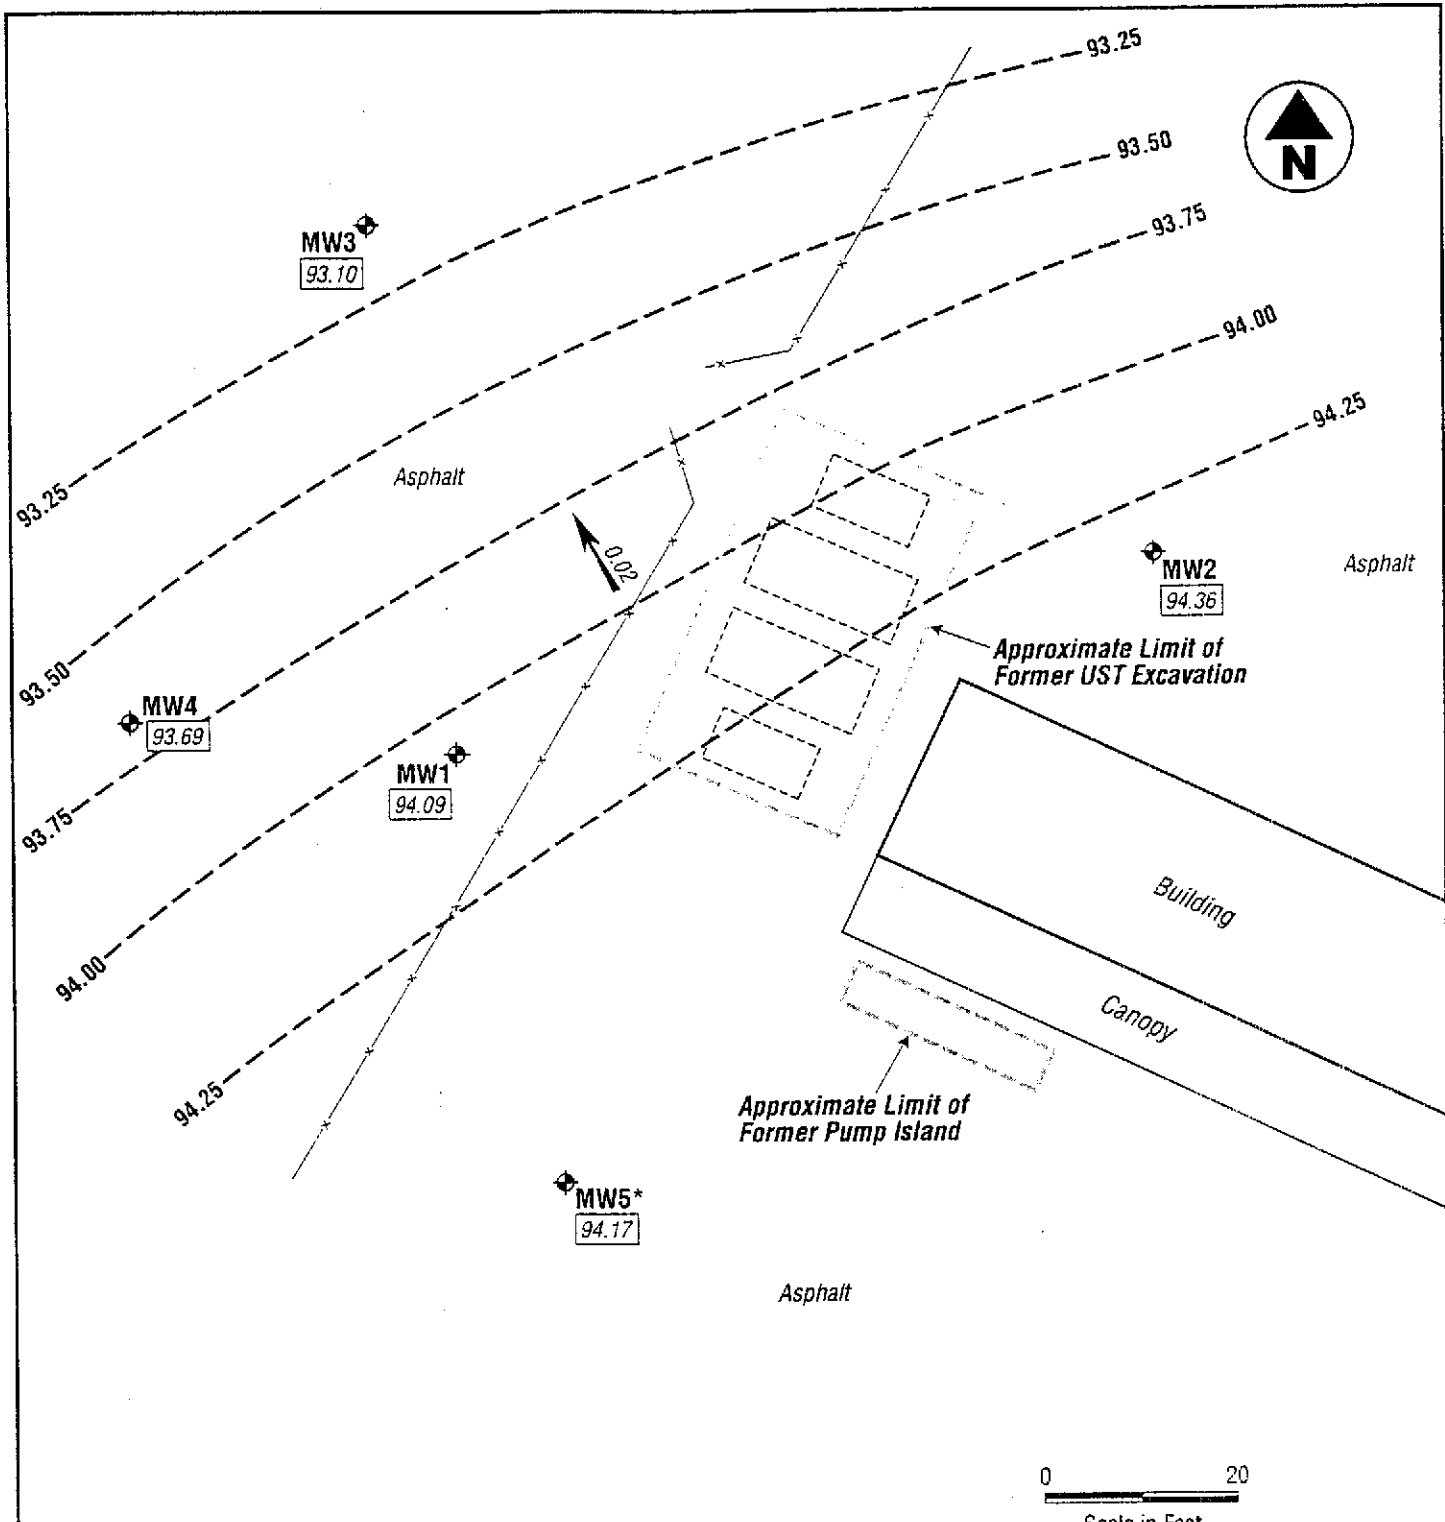 93.25
93.50
N
93.75
MW3
93.10
94.00
94.25
Asphalt
93.25
0.02
MW2
94.36
Asphalt
Approximate Limit of
Former UST Excavation
93.50
MW4
93.69
MW1
94.09
93.75
Building
94.00
Canopy
94.25
Approximate Limit of
Former Pump Island
MW5*
94.17
Asphalt
0 20
Scale in Feet